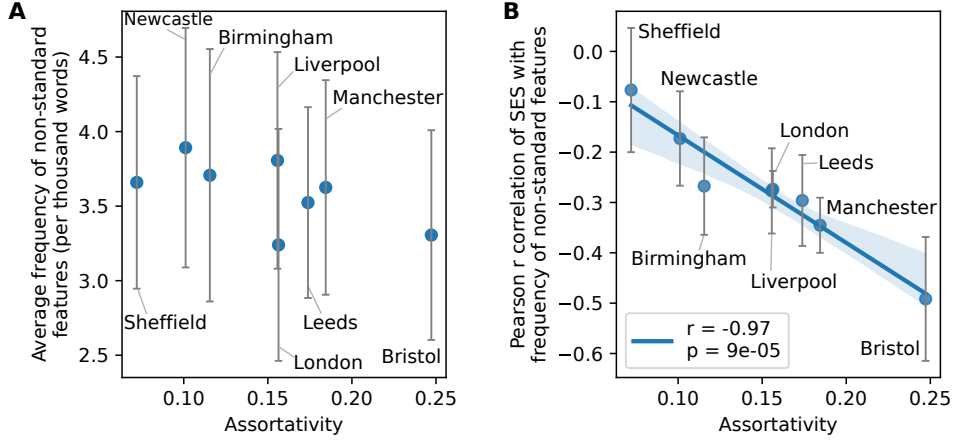 A
Average frequency of non-standard
features (per thousand words)
4.5
4.0
3.5
3.0
2.5
Newcastle
Birmingham
Liverpool
Manchester
Sheffield
Leeds
London
Bristol
0.10
0.15
0.20
0.25
Assortativity
B
Pearson r correlation of SES with
frequency of non-standard features
0.0
−0.1
−0.2
−0.3
−0.4
−0.5
−0.6
Sheffield
Newcastle
London
Leeds
Manchester
Birmingham
Liverpool
Bristol
r = -0.97
p = 9e-05
0.10
0.15
0.20
0.25
Assortativity